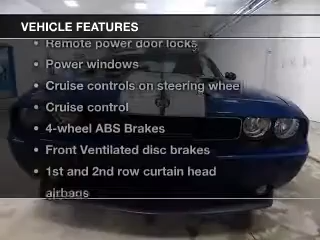 VEHICLE FEATURES
• Remote power door locks
• Power windows
• Cruise controls on steering wheel
• Cruise control
• 4-wheel ABS Brakes
• Front Ventilated disc brakes
• 1st and 2nd row curtain head
airbags